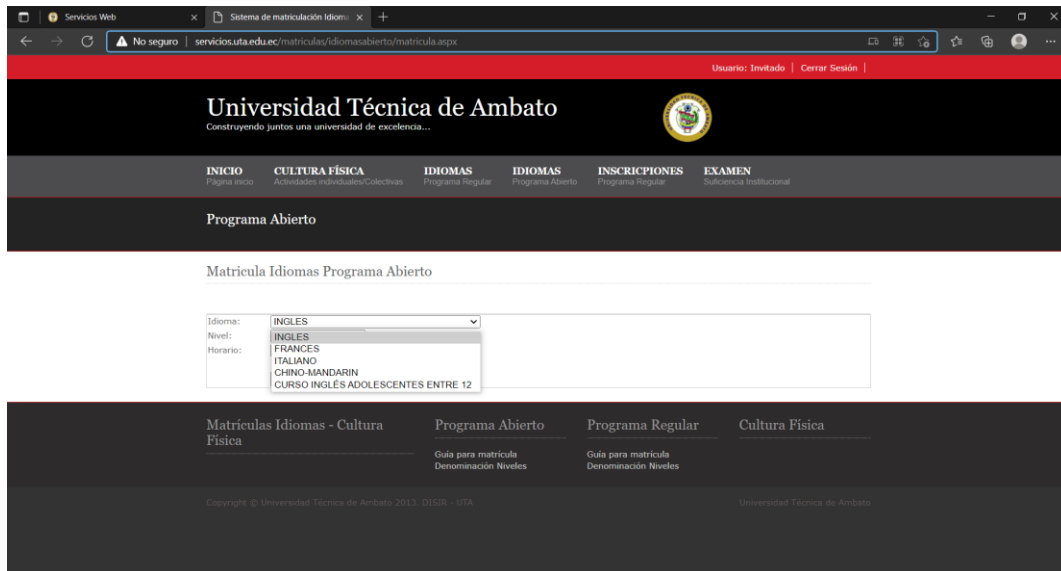 Servicios Web
Sistema de matriculación Idioma
No seguro | servicios.uta.edu.ec/matriculas/idiomasabierto/matricula.aspx
Usuario: Invitado | Cerrar Sesión |
Universidad Técnica de Ambato
Construyendo juntos una universidad de excelencia...
INICIO CULTURA FÍSICA IDIOMAS IDIOMAS INSCRIPCIONES EXAMEN
Página inicio Actividades individuales/Colectivas Programa Regular Programa Abierto Programa Regular Suficiencia Institucional
Programa Abierto
Matricula Idiomas Programa Abierto
Idioma: INGLES
Nivel: INGLES
Horario: FRANCES
ITALIANO
CHINO-MANDARIN
CURSO INGLÉS ADOLESCENTES ENTRE 12
Matrículas Idiomas - Cultura Física
Programa Abierto
Guía para matrícula
Denominación Niveles
Programa Regular
Guía para matrícula
Denominación Niveles
Cultura Física
Copyright © Universidad Técnica de Ambato 2013. DISIR - UTA
Universidad Técnica de Ambato